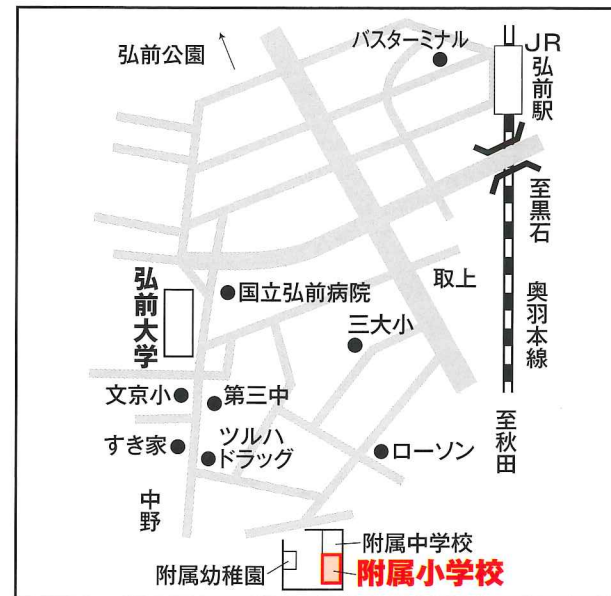 弘前公園
バスターミナル
JR
弘前駅
至黒石
奥羽本線
取上
弘前大学
国立弘前病院
三大小
文京小
第三中
すき家
ツルハ
ドラッグ
ローソン
至秋田
中野
附属中学校
附属幼稚園
附属小学校